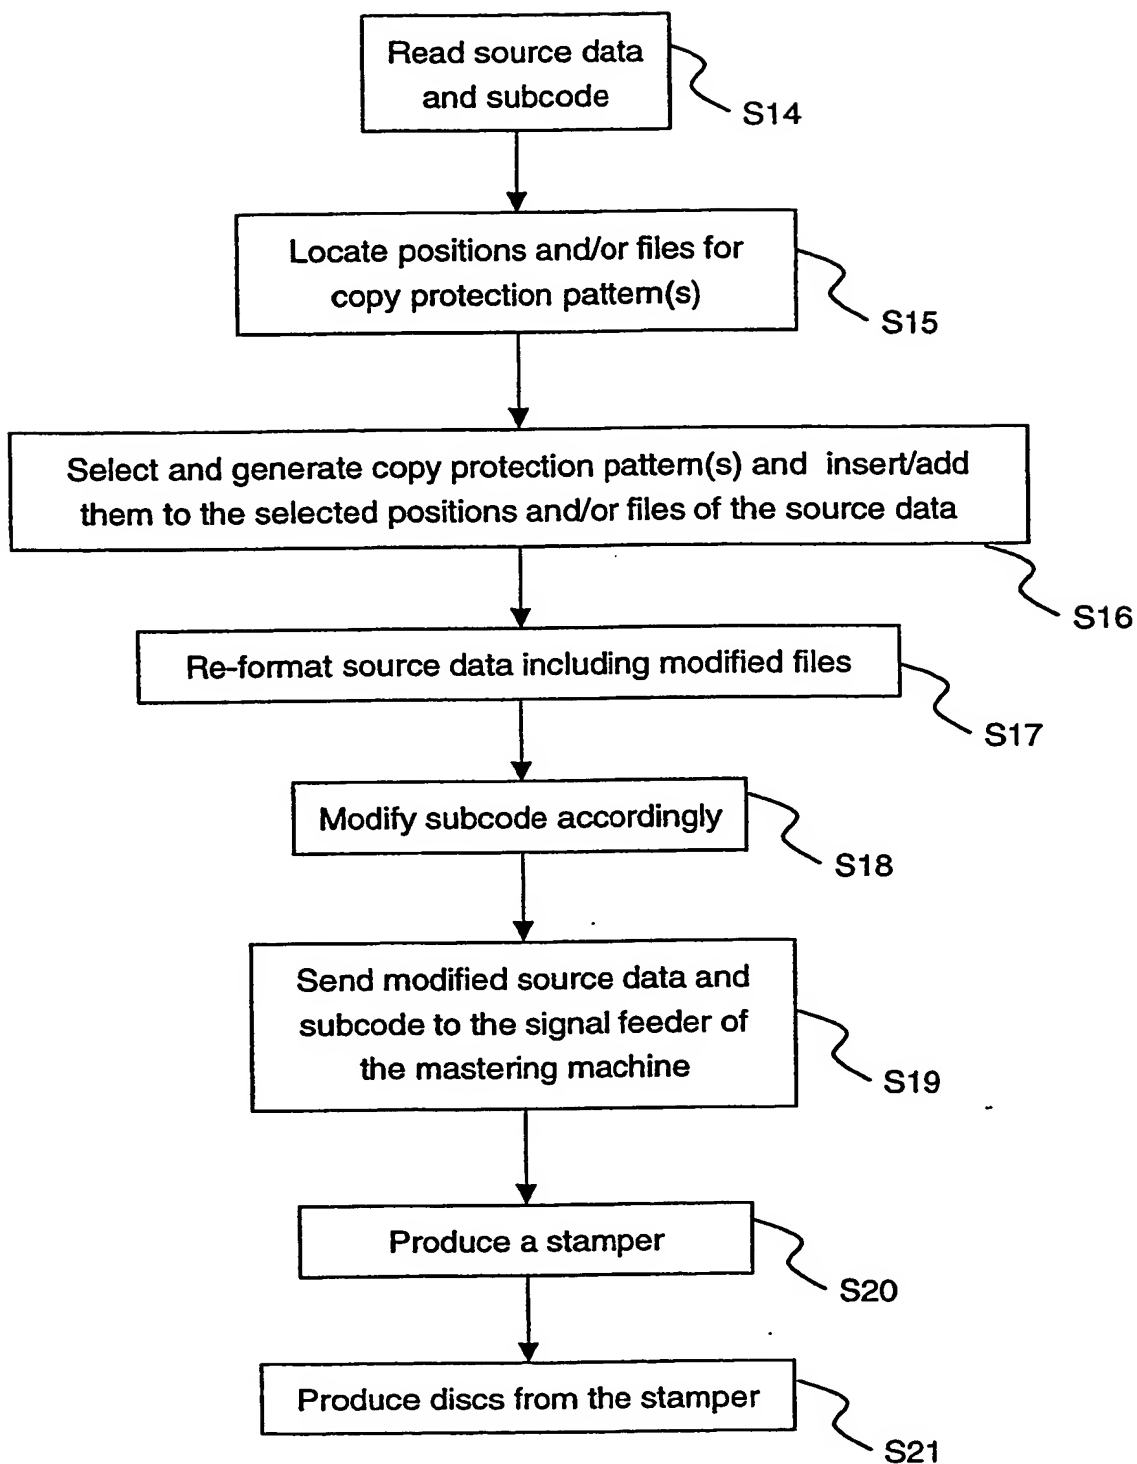 Read source data
and subcode
S14
Locate positions and/or files for
copy protection pattern(s)
S15
Select and generate copy protection pattern(s) and insert/add
them to the selected positions and/or files of the source data
S16
Re-format source data including modified files
S17
Modify subcode accordingly
S18
Send modified source data and
subcode to the signal feeder of
the mastering machine
S19
Produce a stamper
S20
Produce discs from the stamper
S21